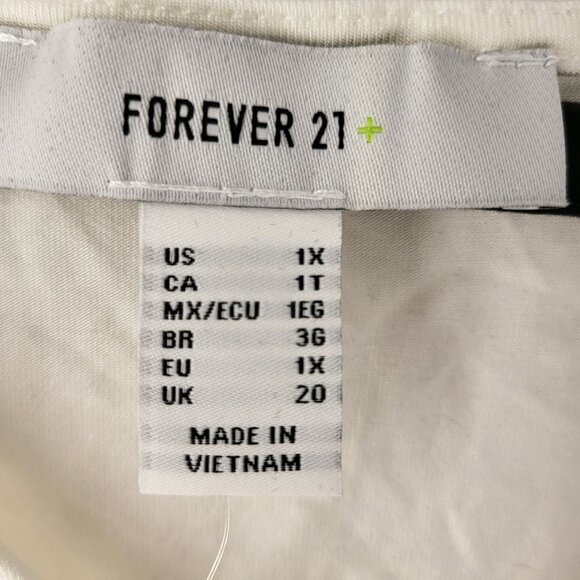 FOREVER 21+
US 1X
CA 1T
MX/ECU 1EG
BR 3G
EU 1X
UK 20
MADE IN
VIETNAM